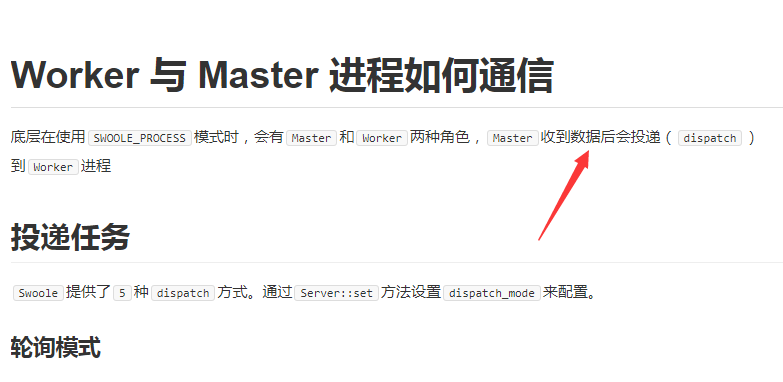 Worker 与 Master 进程如何通信
底层在使用 SWOOLE_PROCESS 模式时，会有 Master 和 Worker 两种角色， Master 收到数据后会投递（ dispatch ）
到 Worker 进程
投递任务
Swoole 提供了 5 种 dispatch 方式。通过 Server::set 方法设置 dispatch_mode 来配置。
轮询模式